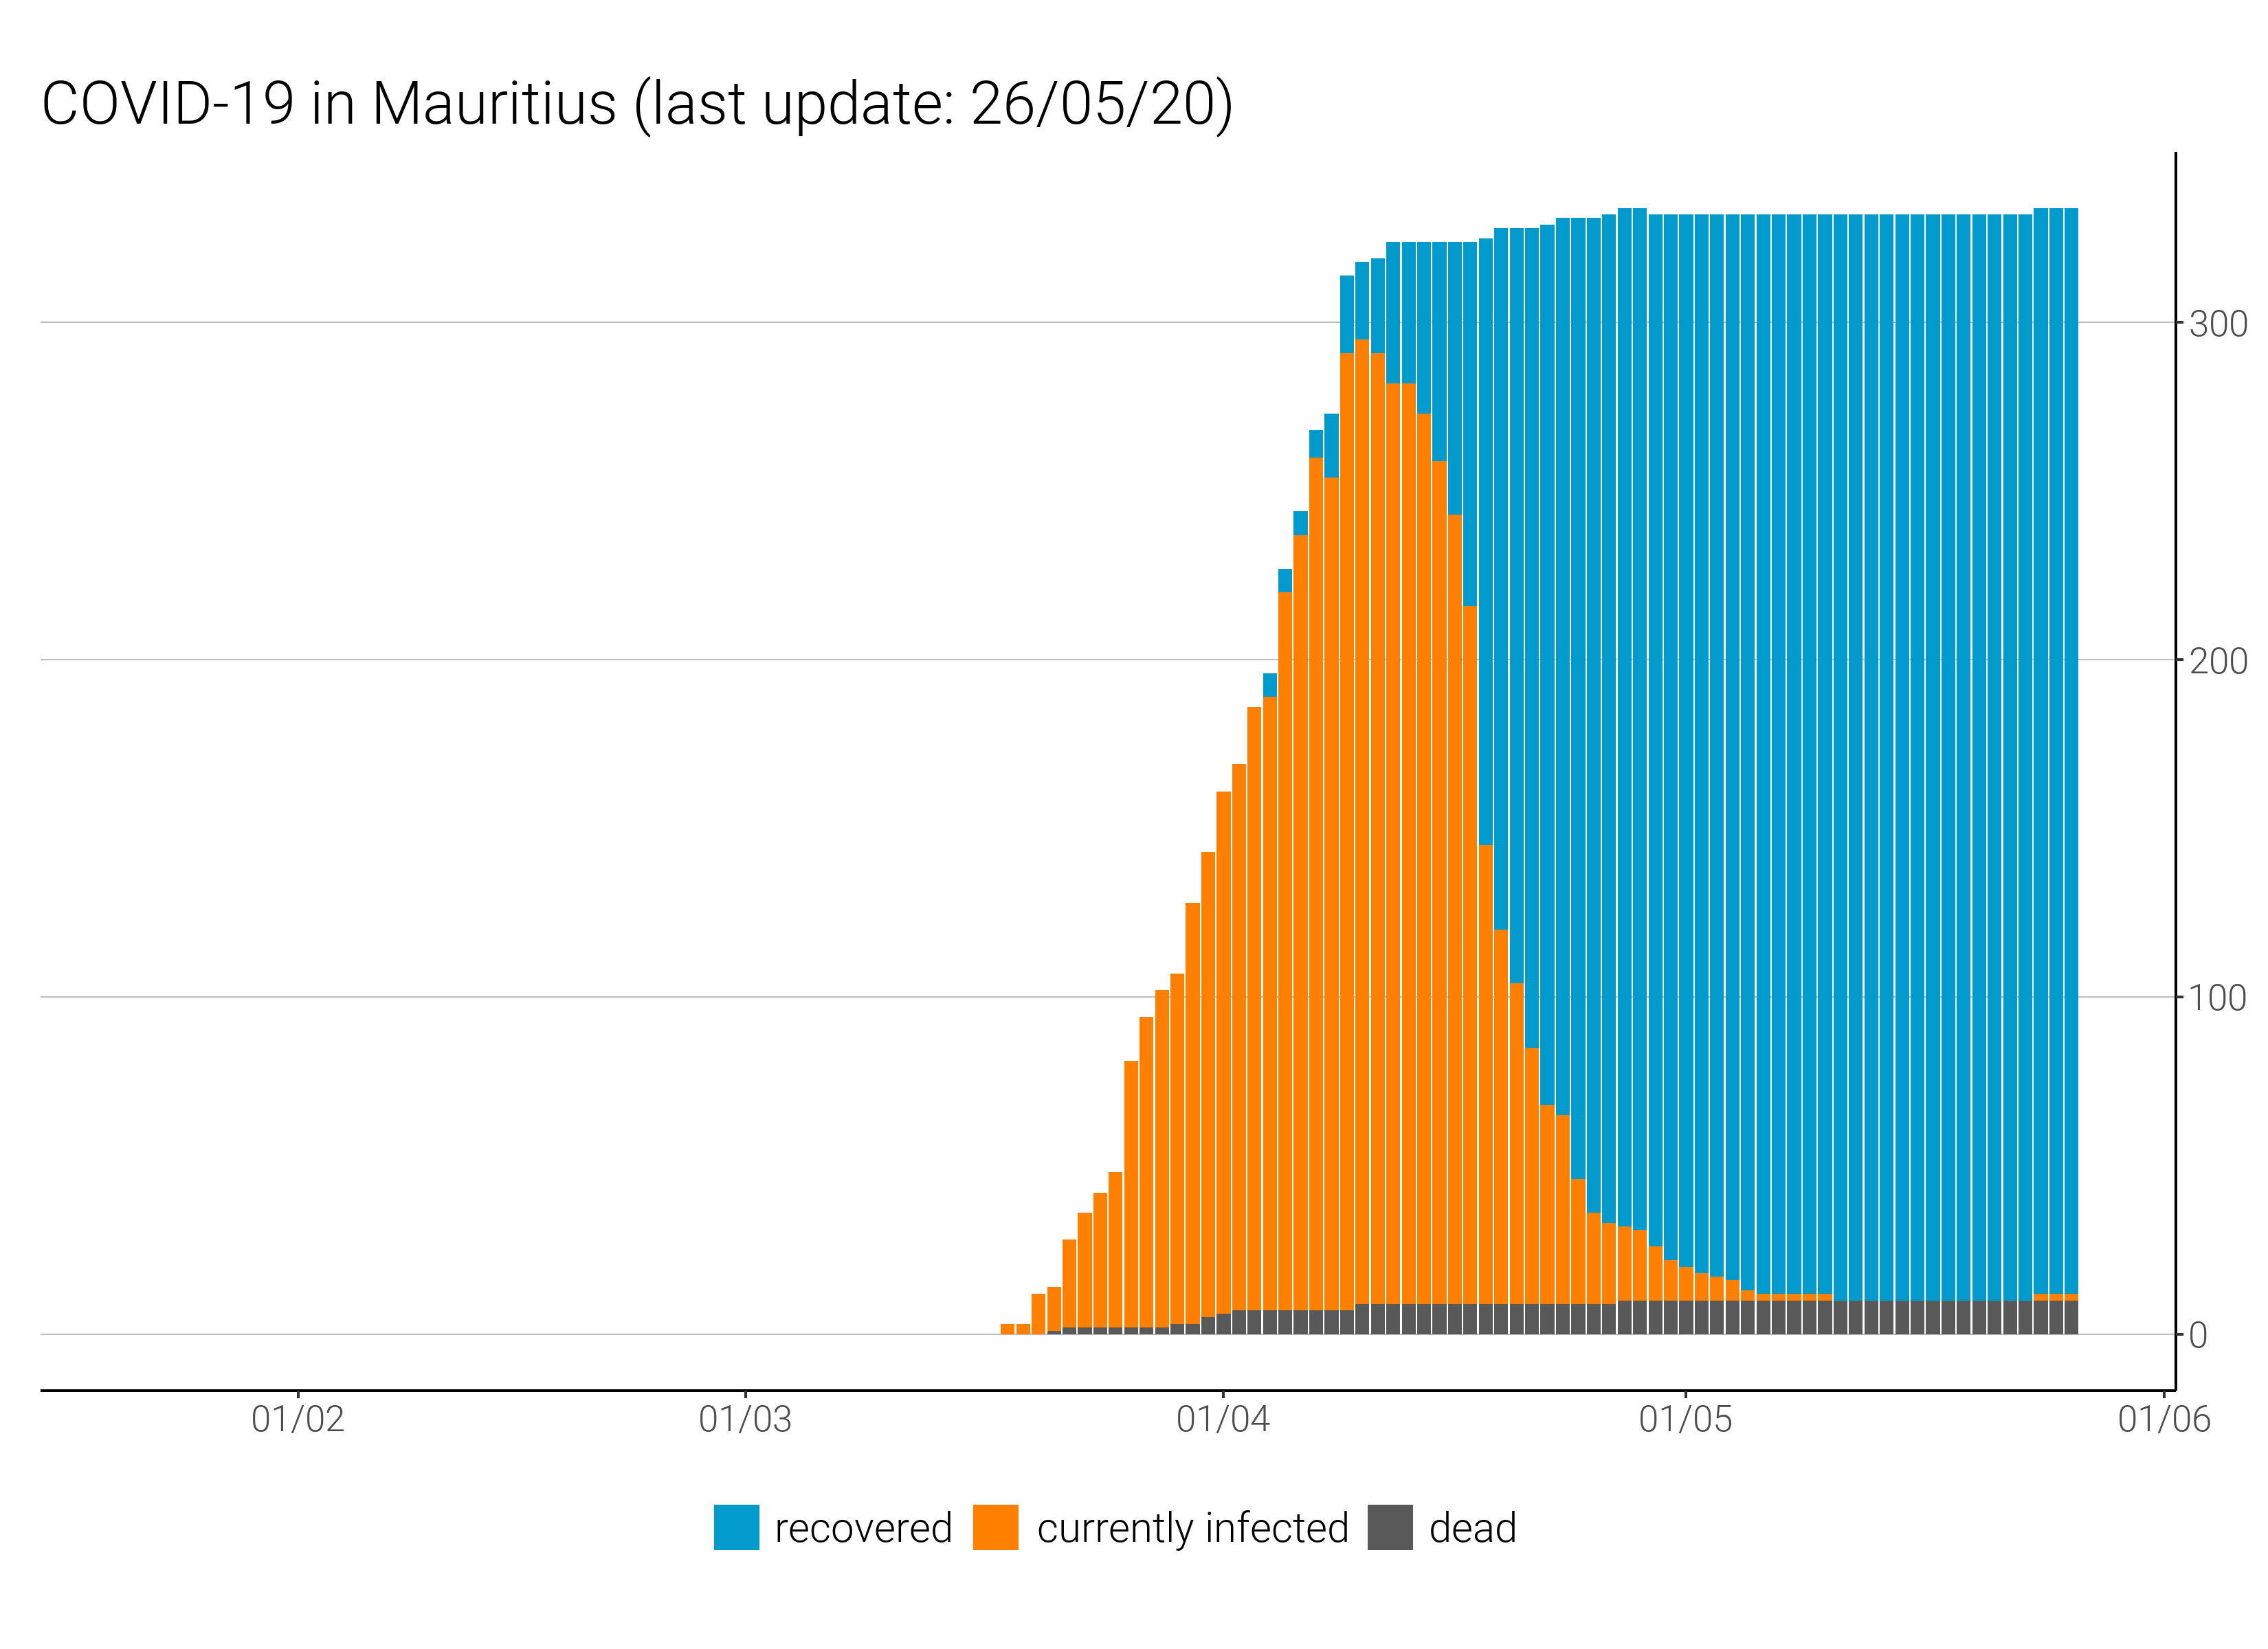 COVID-19 in Mauritius (last update: 26/05/20)
300
200
100
0
01/02 01/03 01/04 01/05 01/06
recovered currently infected dead